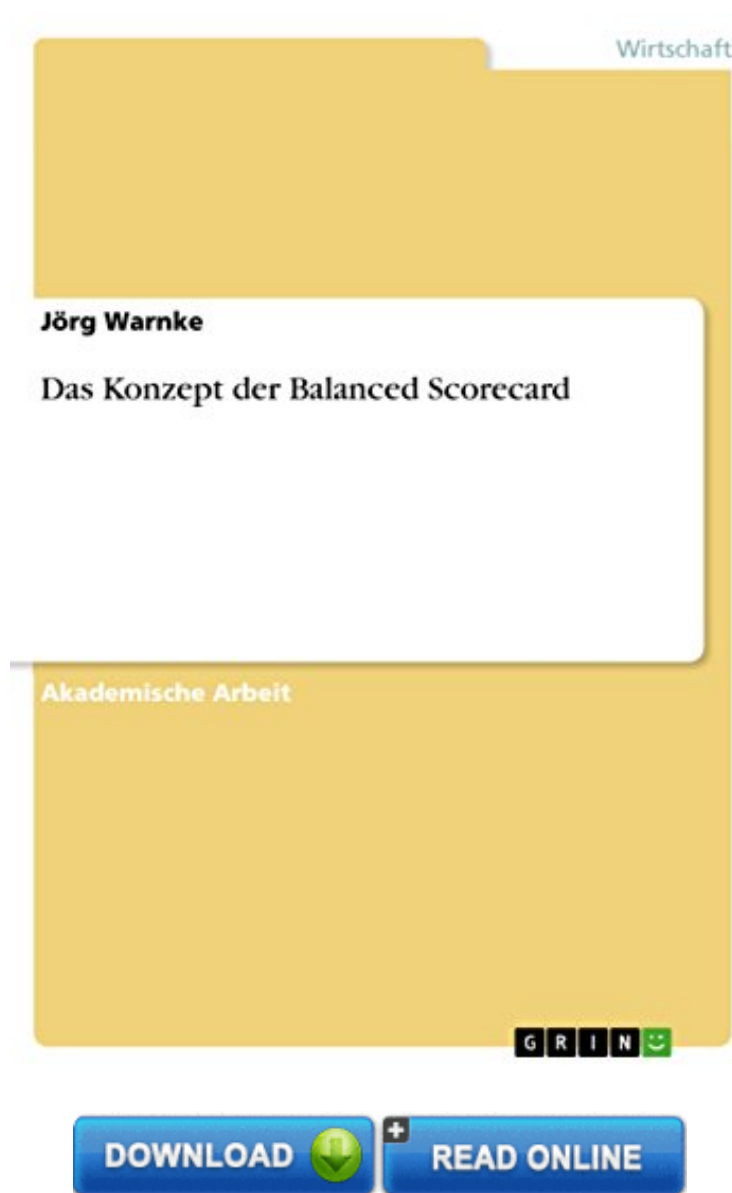 Wirtschaft
Jörg Warnke
Das Konzept der Balanced Scorecard
Akademische Arbeit
GRIN
DOWNLOAD
READ ONLINE